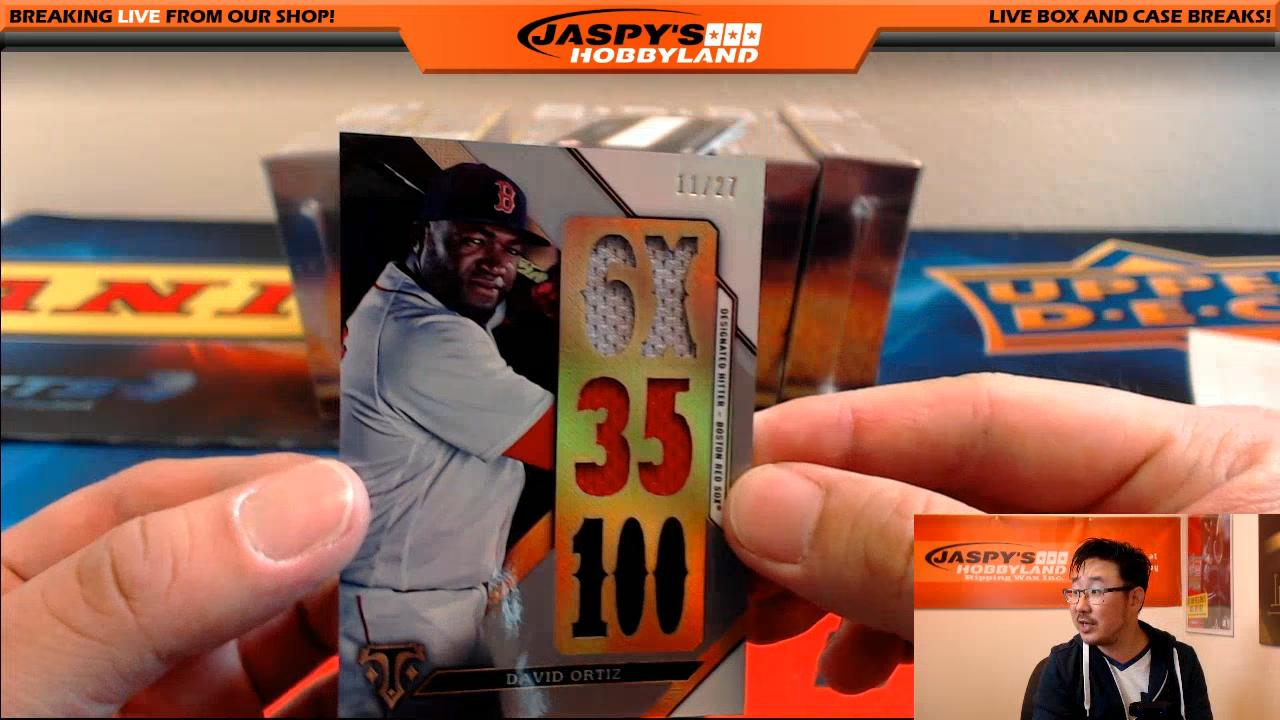 BREAKING LIVE FROM OUR SHOP!
JASPY'S
HOBBYLAND
LIVE BOX AND CASE BREAKS!
11/27
B
6X
35
100
DESIGNATED HITTER - BOSTON RED SOX
DAVID ORTIZ
UPPE
D·E·C
JASPY'S
HOBBYLAND
Ripping Wax Inc.